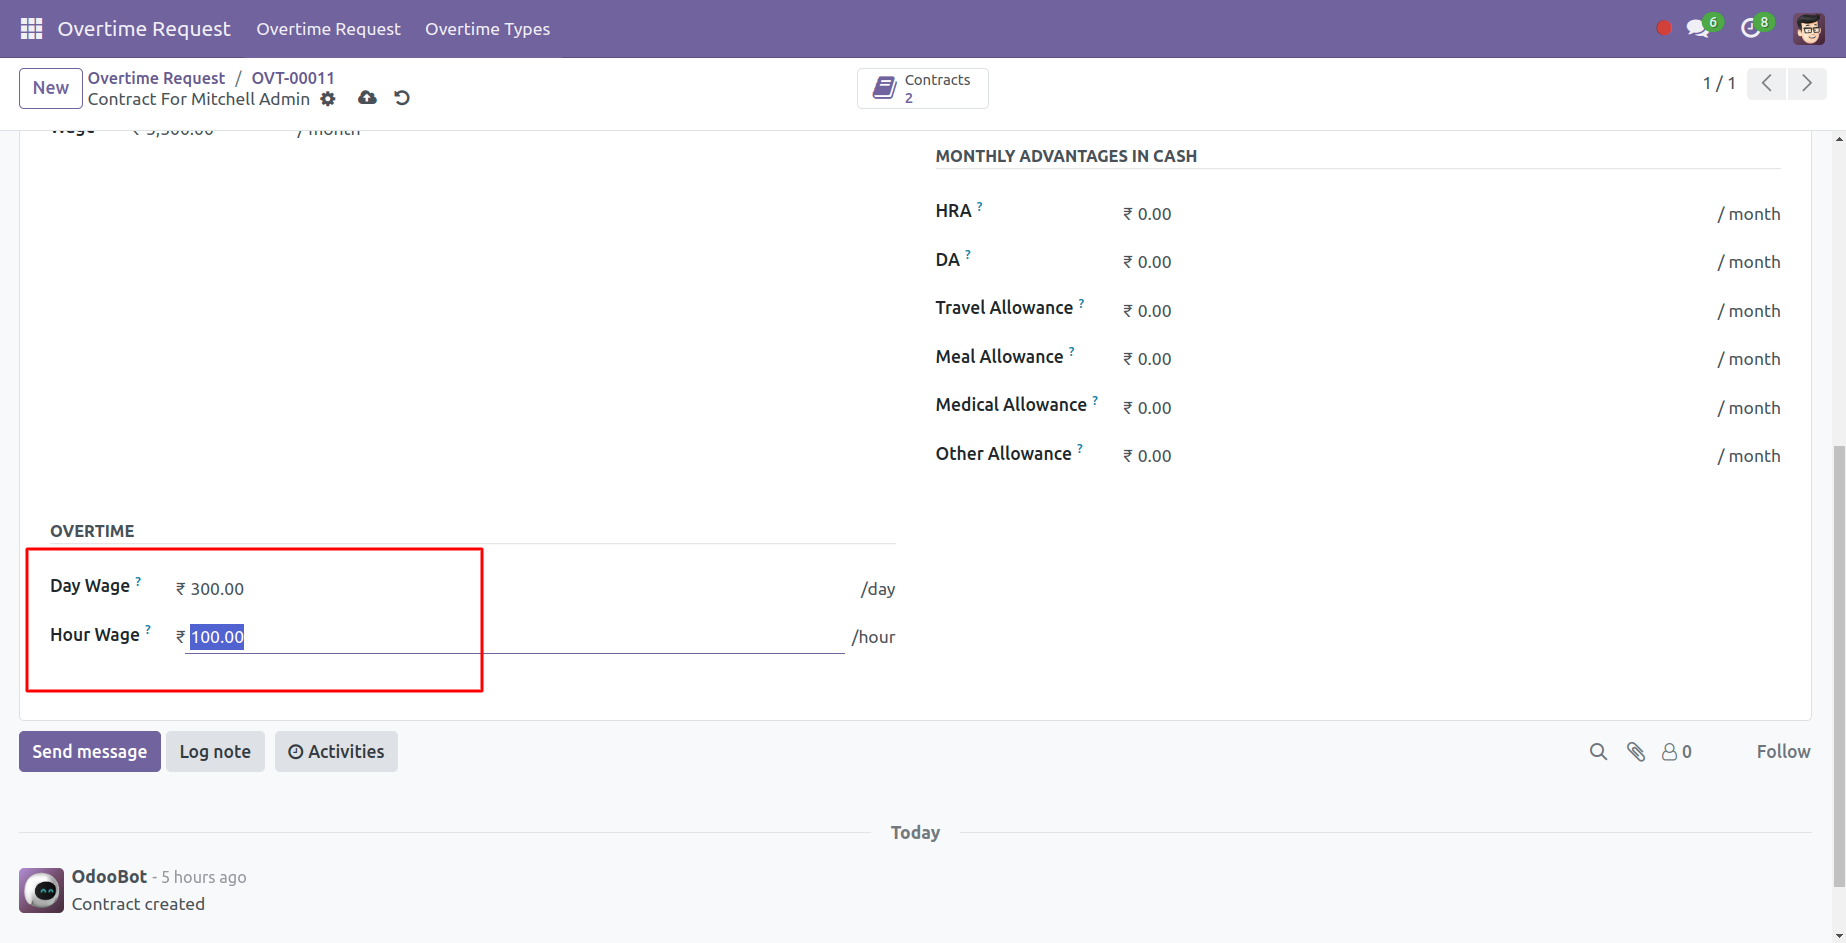 Overtime Request Overtime Request Overtime Types 6 8
New Overtime Request / OVT-00011
Contract For Mitchell Admin
Contracts
2
1 / 1
Wage ₹ 5,500.00 / month
MONTHLY ADVANTAGES IN CASH
HRA ? ₹ 0.00 / month
DA ? ₹ 0.00 / month
Travel Allowance ? ₹ 0.00 / month
Meal Allowance ? ₹ 0.00 / month
Medical Allowance ? ₹ 0.00 / month
Other Allowance ? ₹ 0.00 / month
OVERTIME
Day Wage ? ₹ 300.00 /day
Hour Wage ? ₹ 100.00 /hour
Send message Log note Activities 0 Follow
Today
OdooBot - 5 hours ago
Contract created